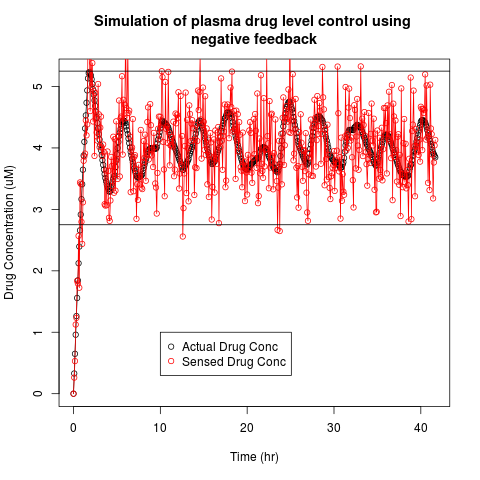 Simulation of plasma drug level control using
negative feedback
Drug Concentration (uM)
5
4
3
2
1
0
Actual Drug Conc
Sensed Drug Conc
0
10
20
30
40
Time (hr)